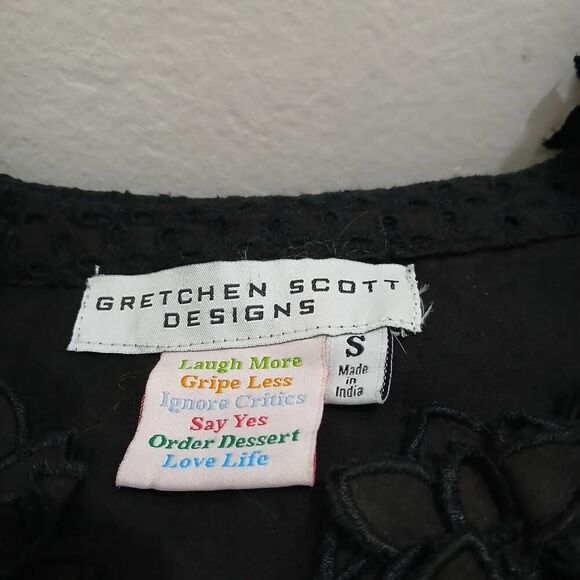 GRETCHEN SCOTT
DESIGNS
S
Made
in
India
Laugh More
Gripe Less
Ignore Critics
Say Yes
Order Dessert
Love Life